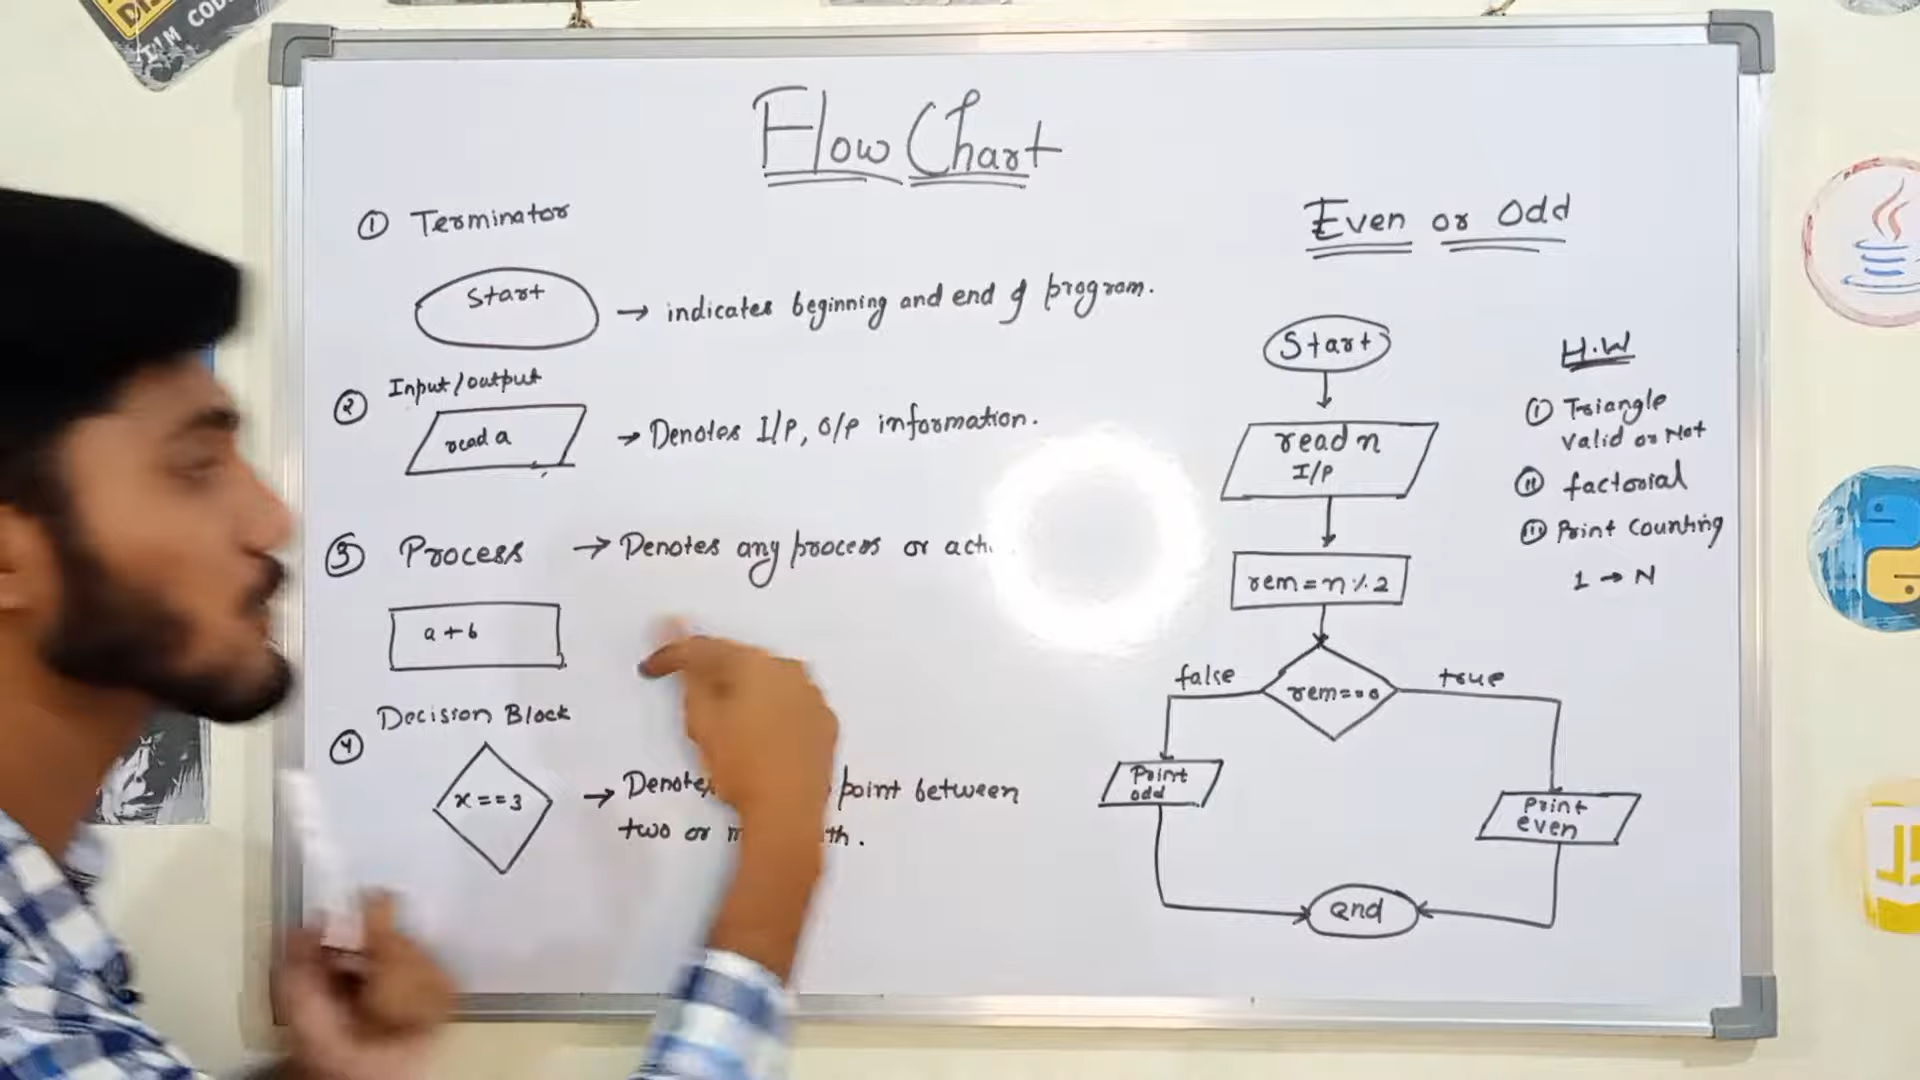 I'M COD
Flow Chart
① Terminator
Start → indicates beginning and end of program.
② Input/output
read a → Denotes I/P, O/P information.
③ Process → Denotes any process or
a + b
④ Decision Block
x == 3 → point between
two or
Even or Odd
Start
read n
I/P
rem = n % 2
false
rem == 0
true
Print
odd
Print
even
end
H.W
① Triangle
Valid or Not
② factorial
③ Print Counting
1 → N
JS